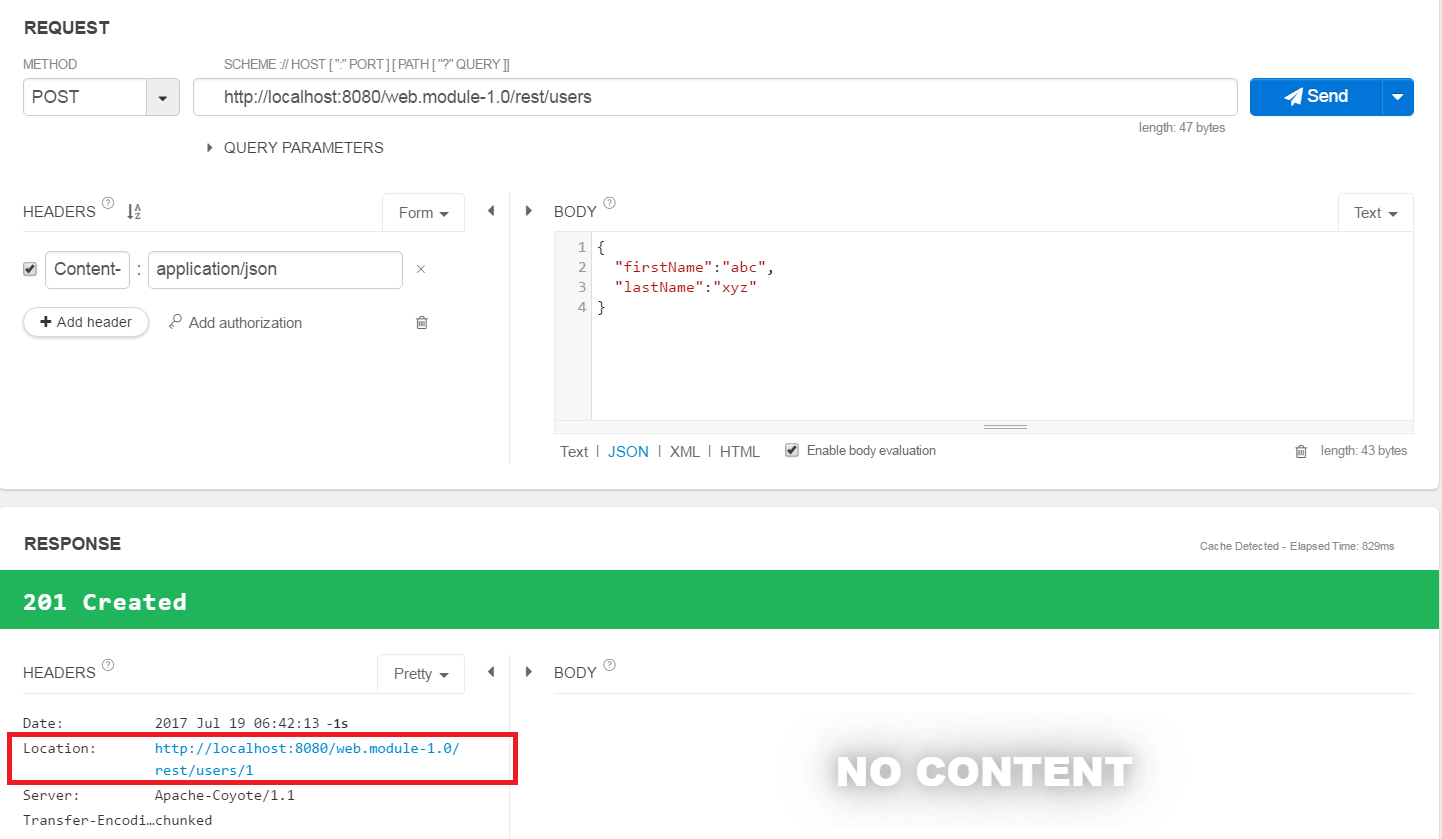 REQUEST
METHOD
SCHEME :// HOST [ ":" PORT ] [ PATH [ "?" QUERY ]]
POST
http://localhost:8080/web.module-1.0/rest/users
Send
length: 47 bytes
QUERY PARAMETERS
HEADERS ?
Form
BODY ?
Text
Content- : application/json ×
Add header
Add authorization
1 {
2 "firstName":"abc",
3 "lastName":"xyz"
4 }
Text | JSON | XML | HTML
Enable body evaluation
length: 43 bytes
RESPONSE
Cache Detected - Elapsed Time: 829ms
201 Created
HEADERS ?
Pretty
BODY ?
Date: 2017 Jul 19 06:42:13 -1s
Location: http://localhost:8080/web.module-1.0/
rest/users/1
Server: Apache-Coyote/1.1
Transfer-Encodi…chunked
NO CONTENT